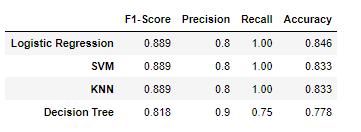 F1-Score Precision Recall Accuracy
Logistic Regression 0.889 0.8 1.00 0.846
SVM 0.889 0.8 1.00 0.833
KNN 0.889 0.8 1.00 0.833
Decision Tree 0.818 0.9 0.75 0.778